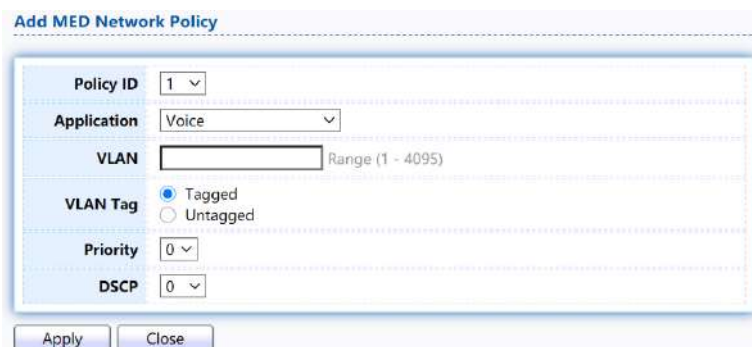 Add MED Network Policy
Policy ID 1
Application Voice
VLAN Range (1 - 4095)
VLAN Tag Tagged
Untagged
Priority 0
DSCP 0
Apply Close